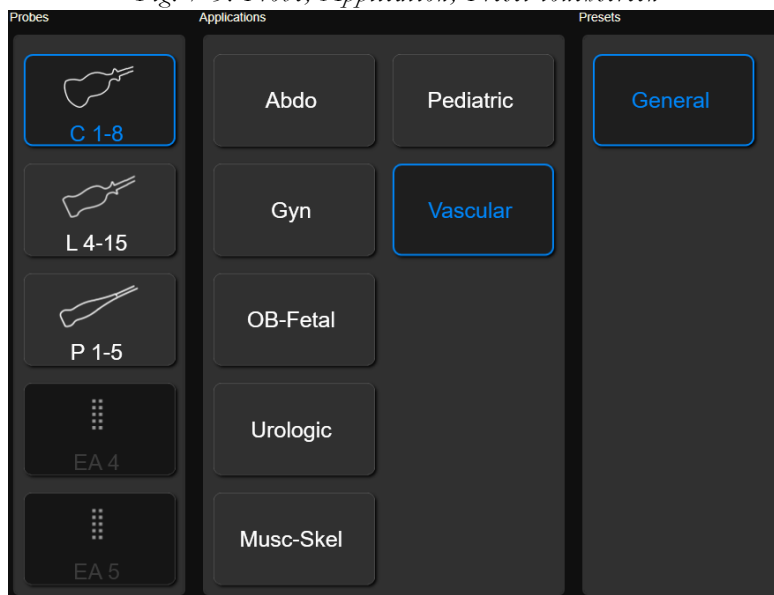 Probes
C 1-8
L 4-15
P 1-5
EA 4
EA 5
Applications
Abdo
Pediatric
Gyn
Vascular
OB-Fetal
Urologic
Musc-Skel
Presets
General